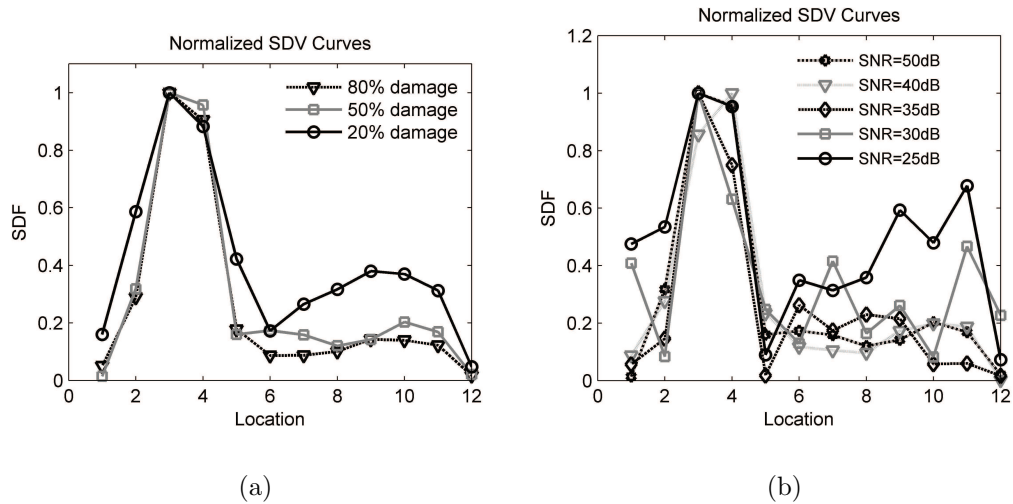 Normalized SDV Curves
80% damage
50% damage
20% damage
SDF
1
0.8
0.6
0.4
0.2
0
0 2 4 6 8 10 12
Location
(a)
Normalized SDV Curves
SNR=50dB
SNR=40dB
SNR=35dB
SNR=30dB
SNR=25dB
SDF
1.2
1
0.8
0.6
0.4
0.2
0
0 2 4 6 8 10 12
Location
(b)